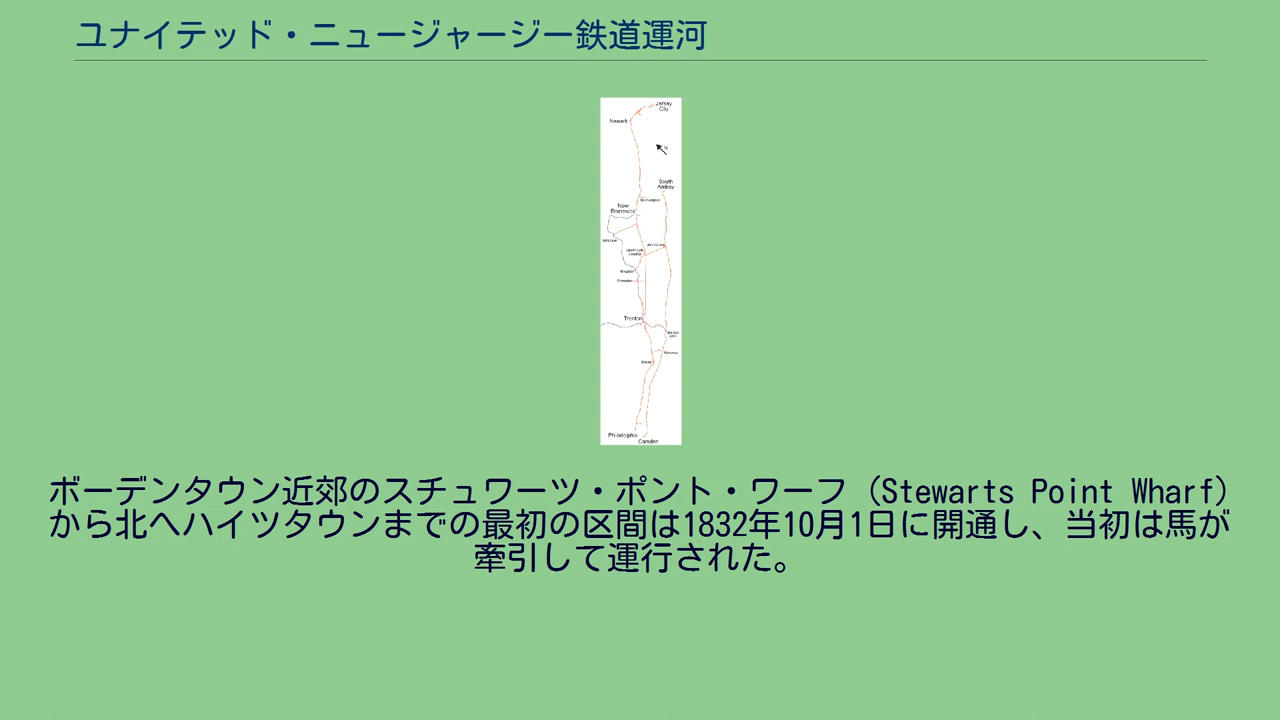 ユナイテッド・ニュージャージー鉄道運河
Jersey
City
Newark
South
Amboy
New
Brunswick
Trenton
Philadelphia
Camden
ボーデンタウン近郊のスチュワーツ・ポント・ワーフ（Stewarts Point Wharf）
から北へハイツタウンまでの最初の区間は1832年10月1日に開通し、当初は馬が
牽引して運行された。